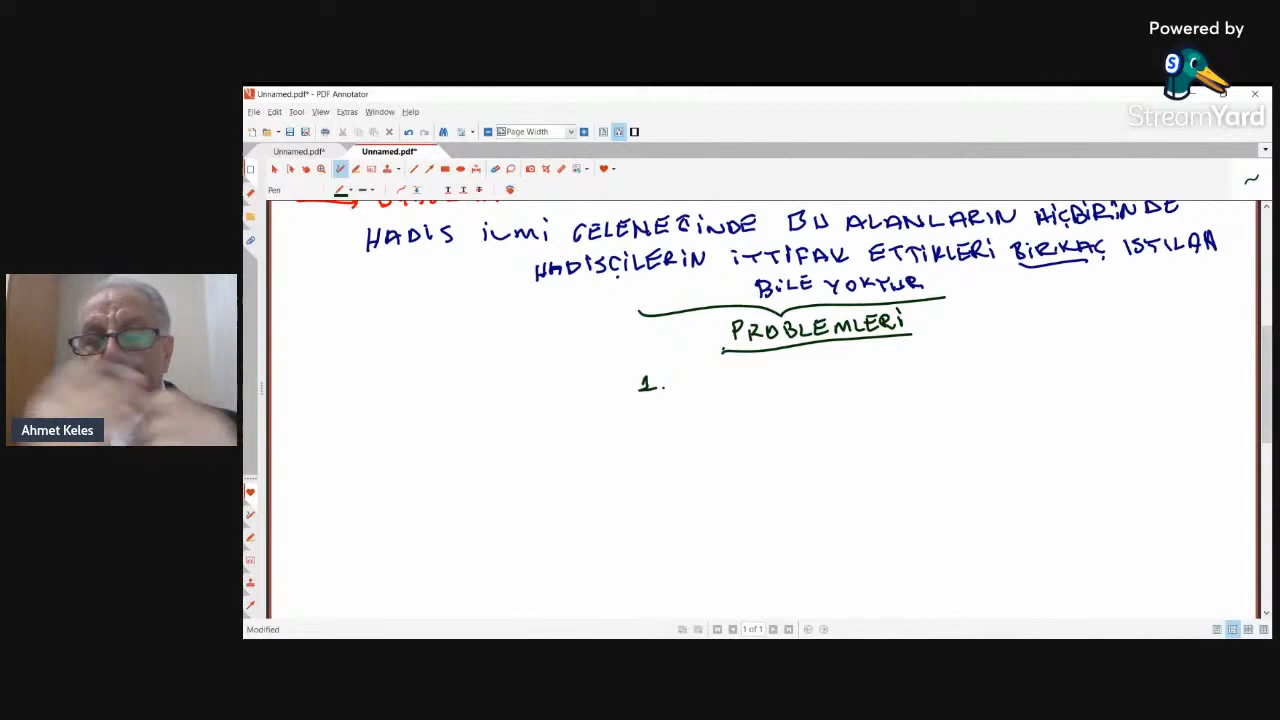 Powered by
StreamYard
Unnamed.pdf* - PDF Annotator
File Edit Tool View Extras Window Help
Page Width
Unnamed.pdf* Unnamed.pdf*
Pen
HADİS İLMİ GELENEĞİNDE BU ALANLARIN HİÇBİRİNDE
HADİSÇİLERİN İTTİFAK ETTİKLERİ BİRKAÇ ISTILAH
BİLE YOKTUR
PROBLEMLERİ
1.
Ahmet Keles
Modified
1 of 1